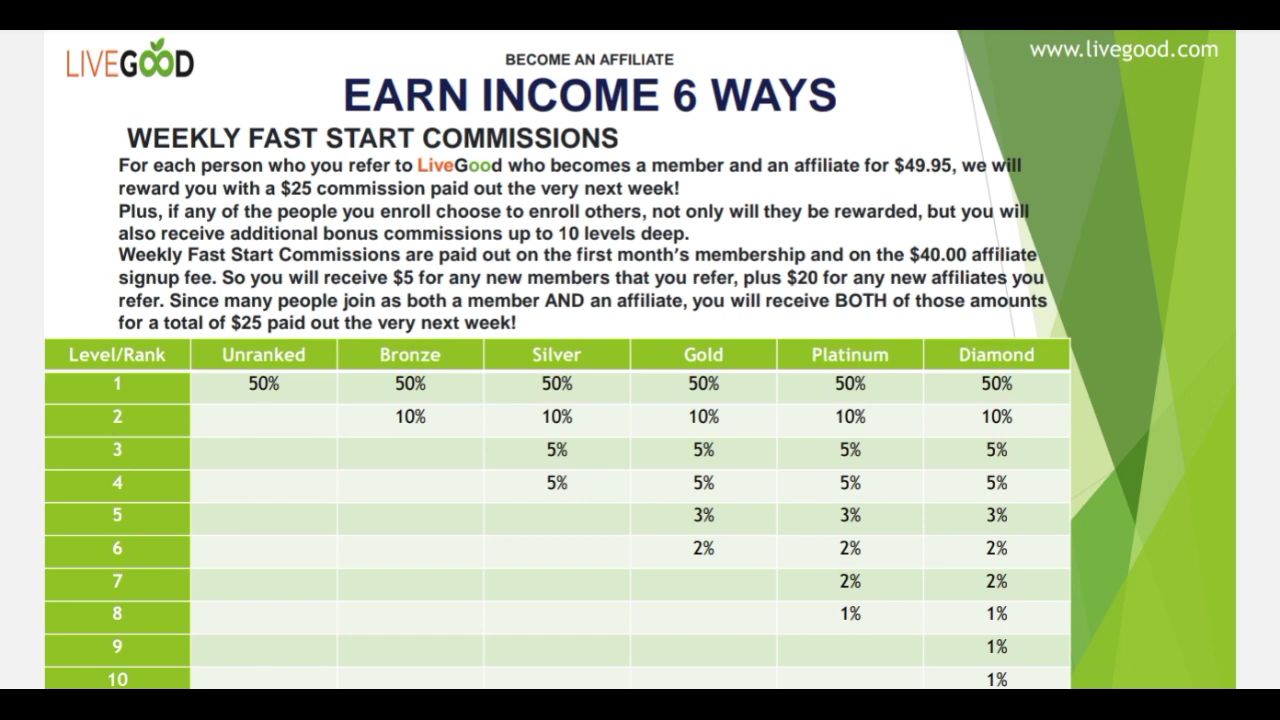 LIVEGOOD
www.livegood.com
BECOME AN AFFILIATE
EARN INCOME 6 WAYS
WEEKLY FAST START COMMISSIONS
For each person who you refer to LiveGood who becomes a member and an affiliate for $49.95, we will
reward you with a $25 commission paid out the very next week!
Plus, if any of the people you enroll choose to enroll others, not only will they be rewarded, but you will
also receive additional bonus commissions up to 10 levels deep.
Weekly Fast Start Commissions are paid out on the first month's membership and on the $40.00 affiliate
signup fee. So you will receive $5 for any new members that you refer, plus $20 for any new affiliates you
refer. Since many people join as both a member AND an affiliate, you will receive BOTH of those amounts
for a total of $25 paid out the very next week!
Level/Rank Unranked Bronze Silver Gold Platinum Diamond
1 50% 50% 50% 50% 50% 50%
2 10% 10% 10% 10% 10%
3 5% 5% 5% 5%
4 5% 5% 5% 5%
5 3% 3% 3%
6 2% 2% 2%
7 2% 2%
8 1% 1%
9 1%
10 1%